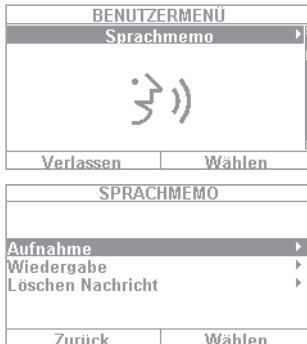 BENUTZERMENÜ
Sprachmemo
Verlassen Wählen
SPRACHMEMO
Aufnahme
Wiedergabe
Löschen Nachricht
Zurück Wählen